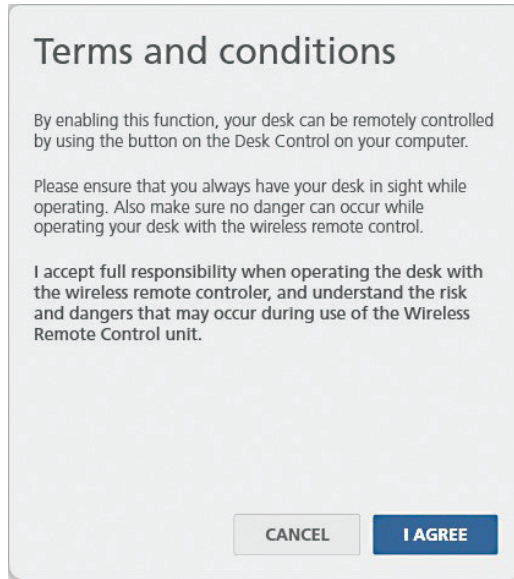 Terms and conditions
By enabling this function, your desk can be remotely controlled
by using the button on the Desk Control on your computer.
Please ensure that you always have your desk in sight while
operating. Also make sure no danger can occur while
operating your desk with the wireless remote control.
I accept full responsibility when operating the desk with
the wireless remote controler, and understand the risk
and dangers that may occur during use of the Wireless
Remote Control unit.
CANCEL
I AGREE